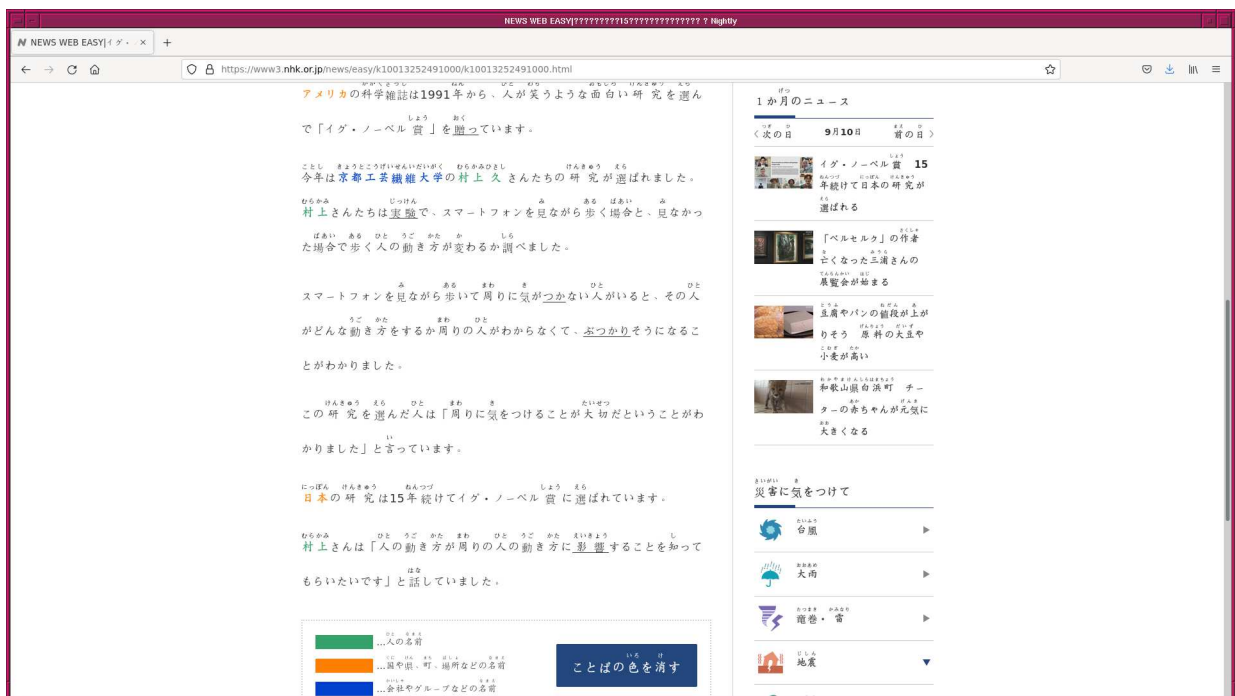 NEWS WEB EASY|?????????15?????????????? ? Nightly
NEWS WEB EASY|イグ・
https://www3.nhk.or.jp/news/easy/k10013252491000/k10013252491000.html
アメリカの科学雑誌は1991年から、人が笑うような面白い研究を選ん
で「イグ・ノーベル賞」を贈っています。
今年は京都工芸繊維大学の村上久さんたちの研究が選ばれました。
村上さんたちは実験で、スマートフォンを見ながら歩く場合と、見なかっ
た場合で歩く人の動き方が変わるか調べました。
スマートフォンを見ながら歩いて周りに気がつかない人がいると、その人
がどんな動き方をするか周りの人がわからなくて、ぶつかりそうになるこ
とがわかりました。
この研究を選んだ人は「周りに気をつけることが大切だということがわ
かりました」と言っています。
日本の研究は15年続けてイグ・ノーベル賞に選ばれています。
村上さんは「人の動き方が周りの人の動き方に影響することを知って
もらいたいです」と話していました。
...人の名前
...国や県、町、場所などの名前
...会社やグループなどの名前
ことばの色を消す
1か月のニュース
次の日 9月10日 前の日
イグ・ノーベル賞 15
年続けて日本の研究が
選ばれる
「ベルセルク」の作者
亡くなった三浦さんの
展覧会が始まる
豆腐やパンの値段が上が
りそう 原料の大豆や
小麦が高い
和歌山県白浜町 チー
ターの赤ちゃんが元気に
大きくなる
災害に気をつけて
台風
大雨
竜巻・雷
地震